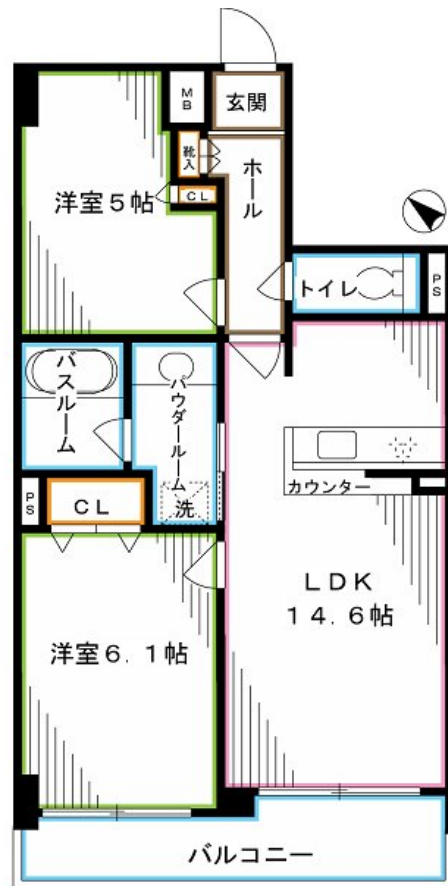 MB
玄関
靴入
ホール
洋室5帖
CL
トイレ
PS
バスルーム
パウダールーム
洗
カウンター
PS
CL
LDK
14.6帖
洋室6.1帖
バルコニー